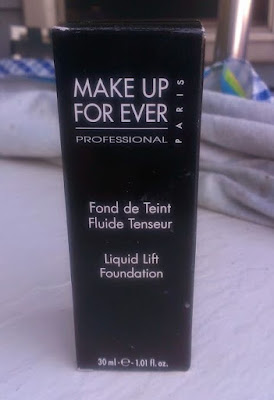 MAKE UP
FOR EVER
PARIS
PROFESSIONAL
Fond de Teint
Fluide Tenseur
Liquid Lift
Foundation
30 ml-℮-1.01 fl. oz.